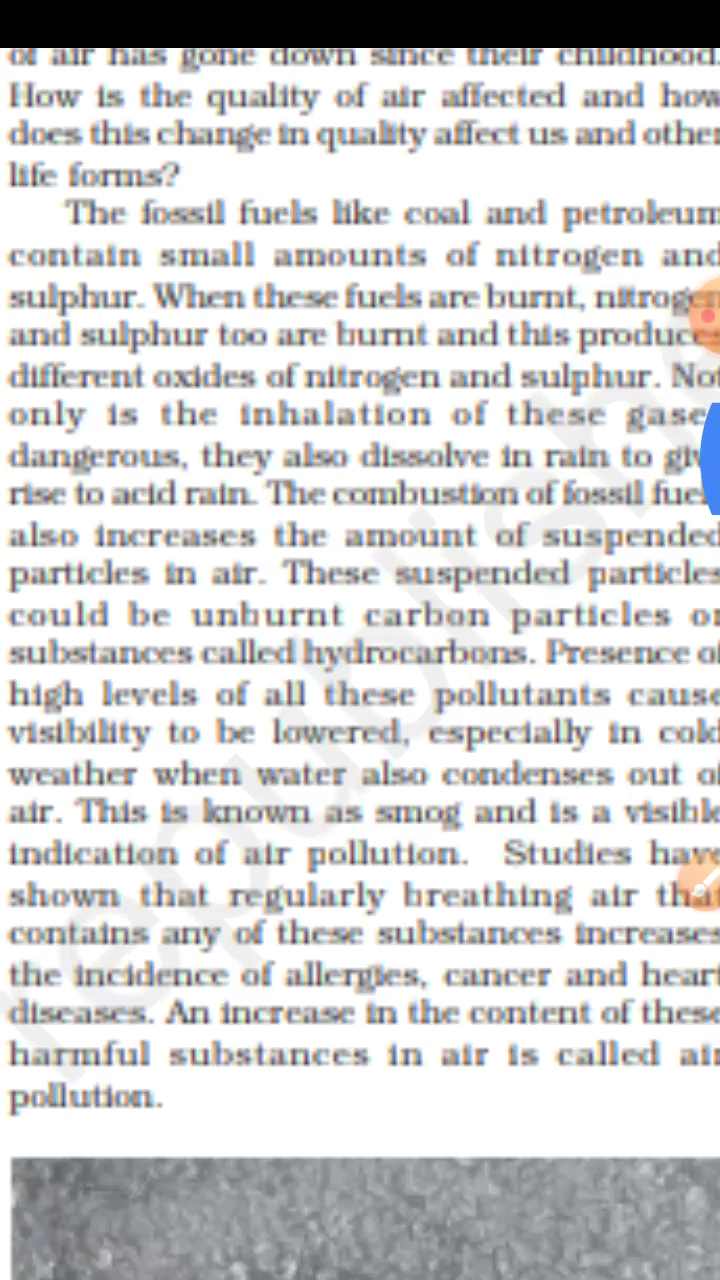 of air has gone down since their childhood.
How is the quality of air affected and how
does this change in quality affect us and other
life forms?
The fossil fuels like coal and petroleum
contain small amounts of nitrogen and
sulphur. When these fuels are burnt, nitrogen
and sulphur too are burnt and this produces
different oxides of nitrogen and sulphur. Not
only is the inhalation of these gases
dangerous, they also dissolve in rain to give
rise to acid rain. The combustion of fossil fuels
also increases the amount of suspended
particles in air. These suspended particles
could be unburnt carbon particles or
substances called hydrocarbons. Presence of
high levels of all these pollutants cause
visibility to be lowered, especially in cold
weather when water also condenses out of
air. This is known as smog and is a visible
indication of air pollution. Studies have
shown that regularly breathing air that
contains any of these substances increases
the incidence of allergies, cancer and heart
diseases. An increase in the content of these
harmful substances in air is called air
pollution.